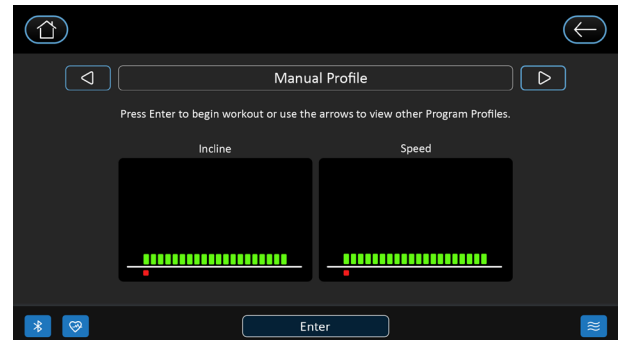 Manual Profile
Press Enter to begin workout or use the arrows to view other Program Profiles.
Incline Speed
Enter